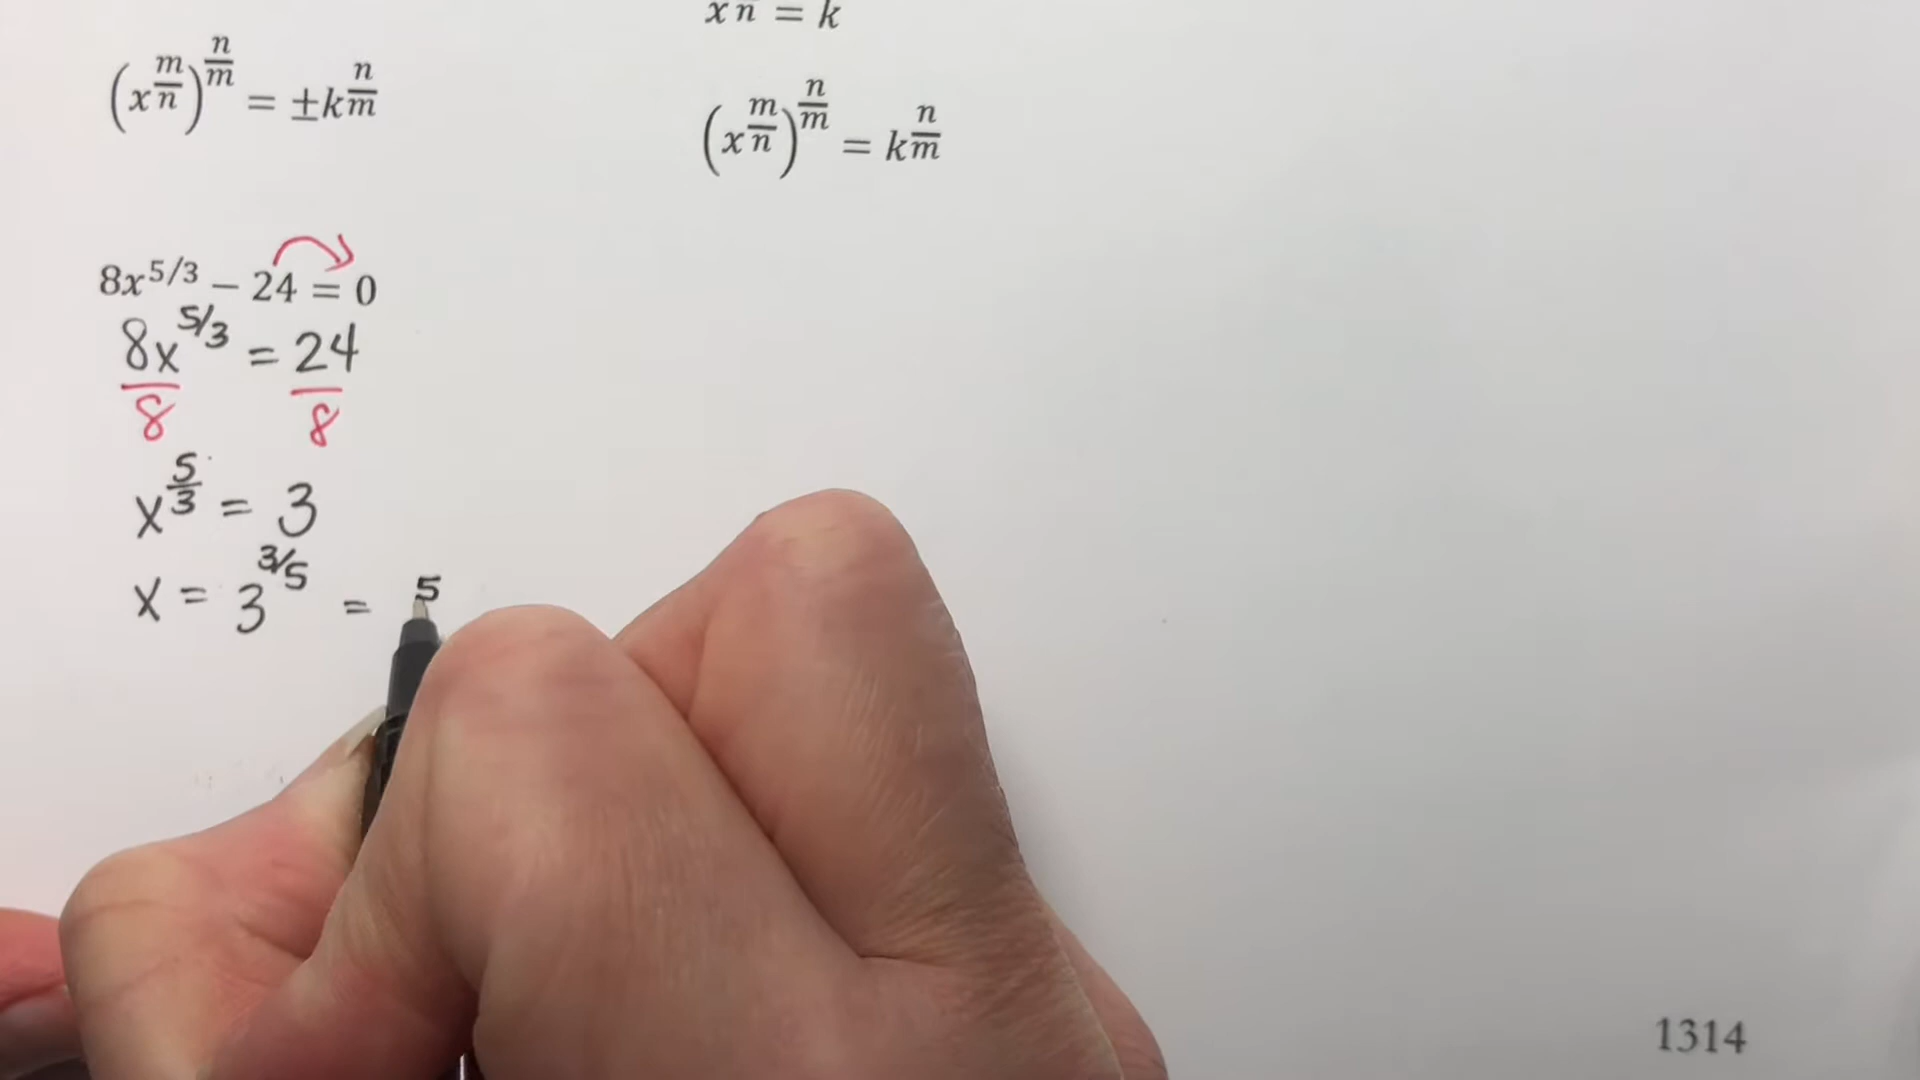 x^{m/n} = k
(x^{m/n})^{n/m} = ±k^{n/m}
(x^{m/n})^{n/m} = k^{n/m}
8x^{5/3} − 24 = 0
8x^{5/3} = 24
8 8
x^{5/3} = 3
x = 3^{3/5} = 5
1314